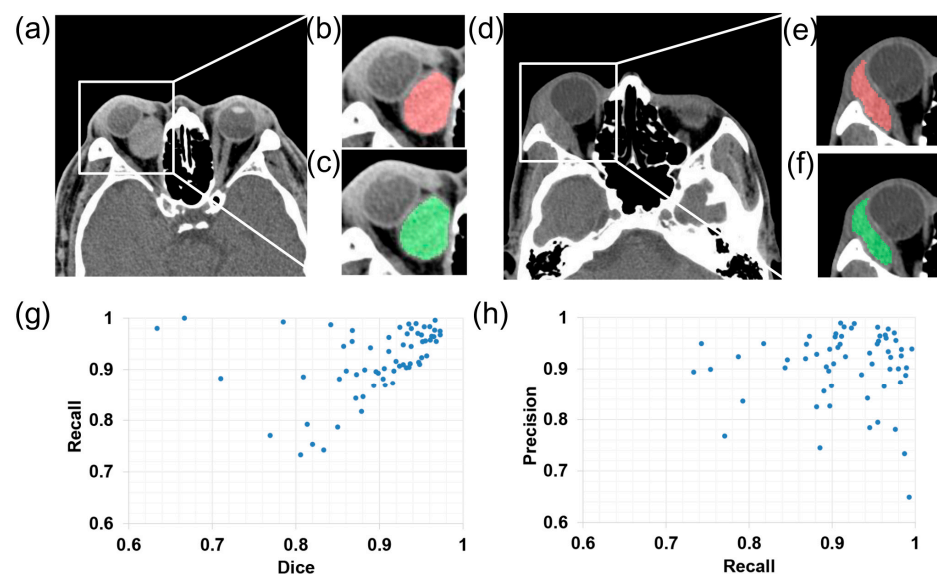 (a)
(b)
(c)
(d)
(e)
(f)
(g)
1
0.9
0.8
0.7
0.6
Recall
0.6 0.7 0.8 0.9 1
Dice
(h)
1
0.9
0.8
0.7
0.6
Precision
0.6 0.7 0.8 0.9 1
Recall